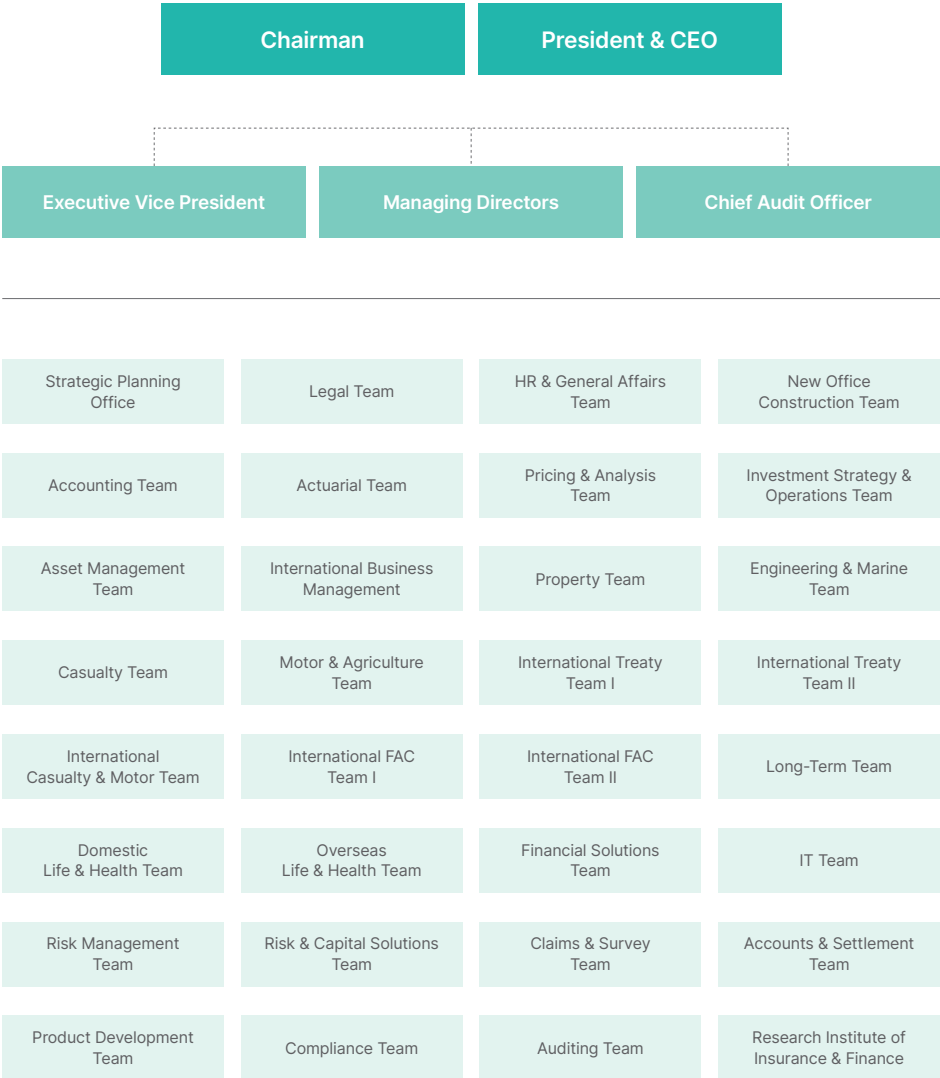 Chairman
President & CEO
Executive Vice President
Managing Directors
Chief Audit Officer
Strategic Planning
Office
Legal Team
HR & General Affairs
Team
New Office
Construction Team
Accounting Team
Actuarial Team
Pricing & Analysis
Team
Investment Strategy &
Operations Team
Asset Management
Team
International Business
Management
Property Team
Engineering & Marine
Team
Casualty Team
Motor & Agriculture
Team
International Treaty
Team I
International Treaty
Team II
International
Casualty & Motor Team
International FAC
Team I
International FAC
Team II
Long-Term Team
Domestic
Life & Health Team
Overseas
Life & Health Team
Financial Solutions
Team
IT Team
Risk Management
Team
Risk & Capital Solutions
Team
Claims & Survey
Team
Accounts & Settlement
Team
Product Development
Team
Compliance Team
Auditing Team
Research Institute of
Insurance & Finance